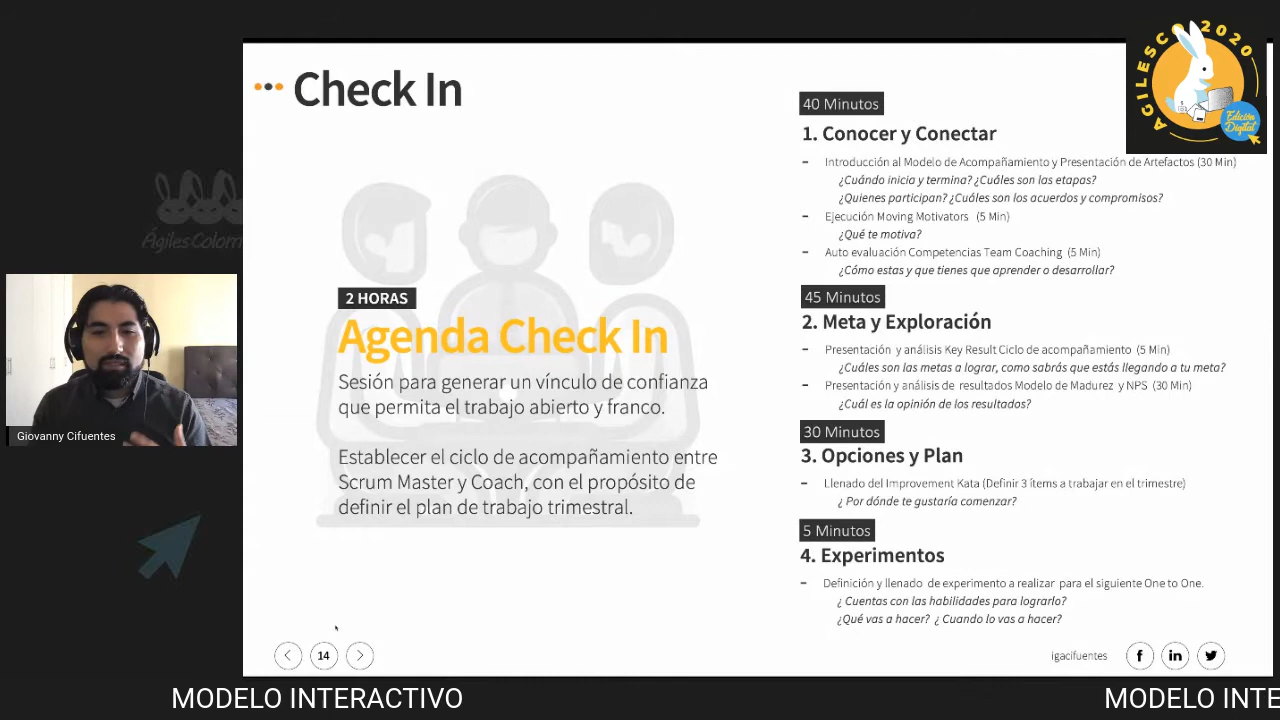 Check In
AGILESCO 2020
Edición
Digital
ÁgilesColom
Giovanny Cifuentes
2 HORAS
Agenda Check In
Sesión para generar un vínculo de confianza
que permita el trabajo abierto y franco.
Establecer el ciclo de acompañamiento entre
Scrum Master y Coach, con el propósito de
definir el plan de trabajo trimestral.
40 Minutos
1. Conocer y Conectar
- Introducción al Modelo de Acompañamiento y Presentación de Artefactos (30 Min)
¿Cuándo inicia y termina? ¿Cuáles son las etapas?
¿Quienes participan? ¿Cuáles son los acuerdos y compromisos?
- Ejecución Moving Motivators (5 Min)
¿Qué te motiva?
- Auto evaluación Competencias Team Coaching (5 Min)
¿Cómo estas y que tienes que aprender o desarrollar?
45 Minutos
2. Meta y Exploración
- Presentación y análisis Key Result Ciclo de acompañamiento (5 Min)
¿Cuáles son las metas a lograr, como sabrás que estás llegando a tu meta?
- Presentación y análisis de resultados Modelo de Madurez y NPS (30 Min)
¿Cuál es la opinión de los resultados?
30 Minutos
3. Opciones y Plan
- Llenado del Improvement Kata (Definir 3 ítems a trabajar en el trimestre)
¿ Por dónde te gustaría comenzar?
5 Minutos
4. Experimentos
- Definición y llenado de experimento a realizar para el siguiente One to One.
¿ Cuentas con las habilidades para lograrlo?
¿Qué vas a hacer? ¿ Cuando lo vas a hacer?
14
igacifuentes
MODELO INTERACTIVO
MODELO INTE